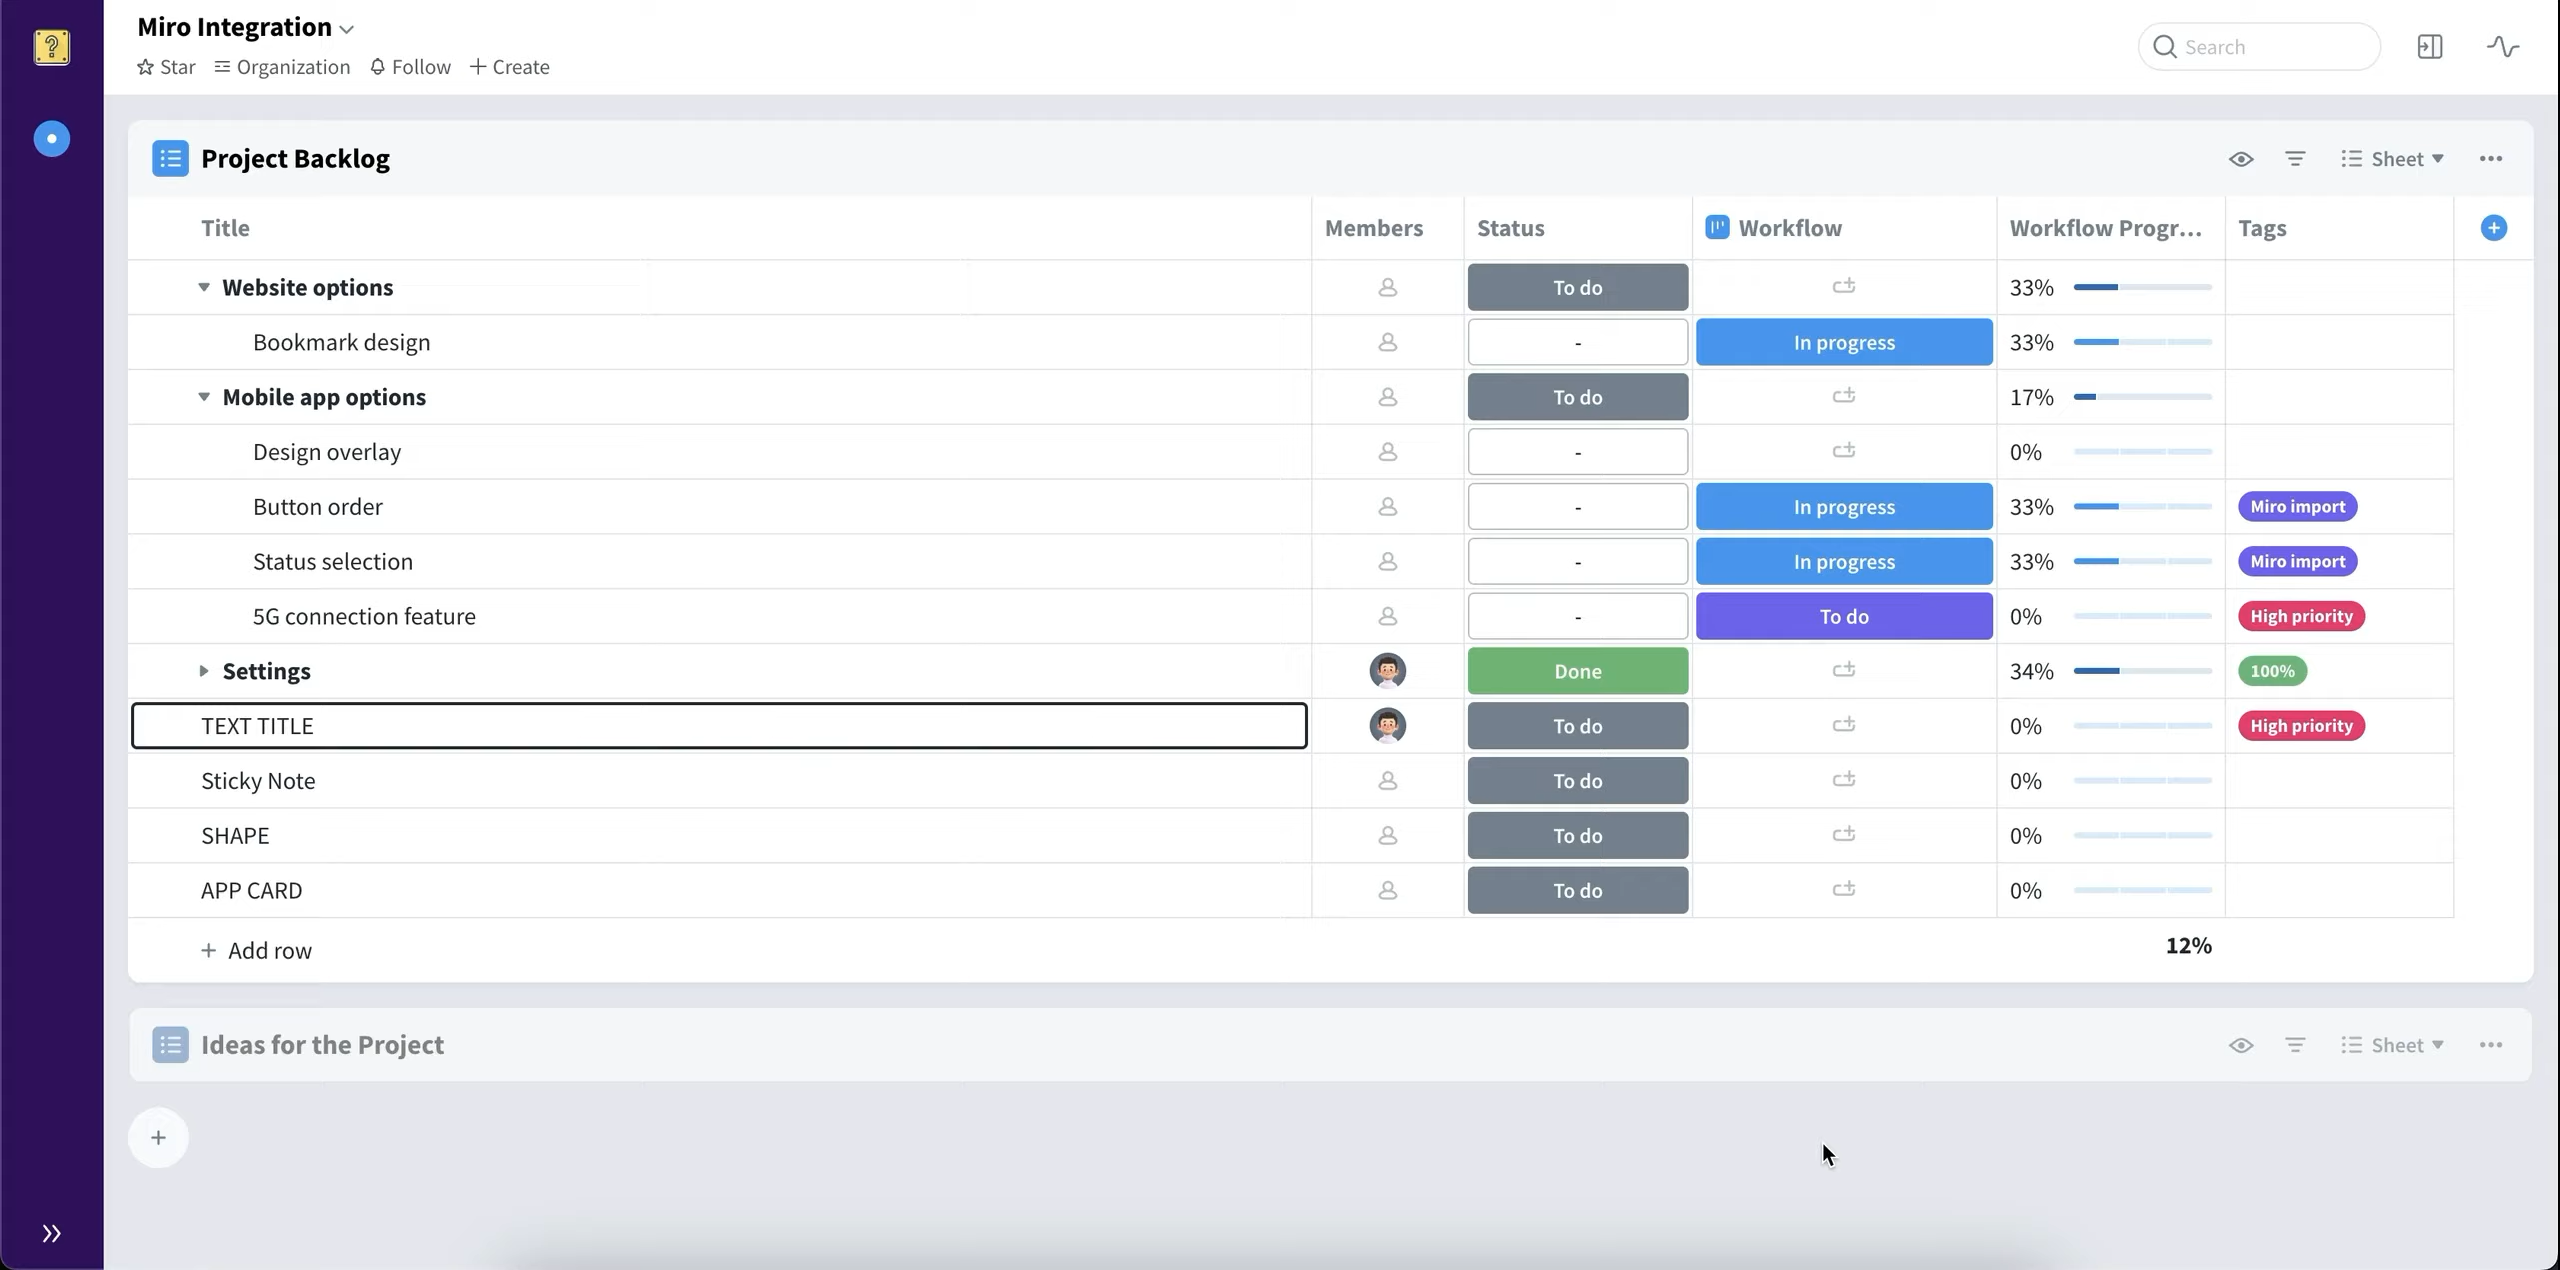 Miro Integration
Star Organization Follow Create
Search
Project Backlog
Sheet
Title Members Status Workflow Workflow Progr... Tags
Website options To do 33%
Bookmark design - In progress 33%
Mobile app options To do 17%
Design overlay - 0%
Button order - In progress 33% Miro import
Status selection - In progress 33% Miro import
5G connection feature - To do 0% High priority
Settings Done 34% 100%
TEXT TITLE To do 0% High priority
Sticky Note To do 0%
SHAPE To do 0%
APP CARD To do 0%
+ Add row 12%
Ideas for the Project Sheet